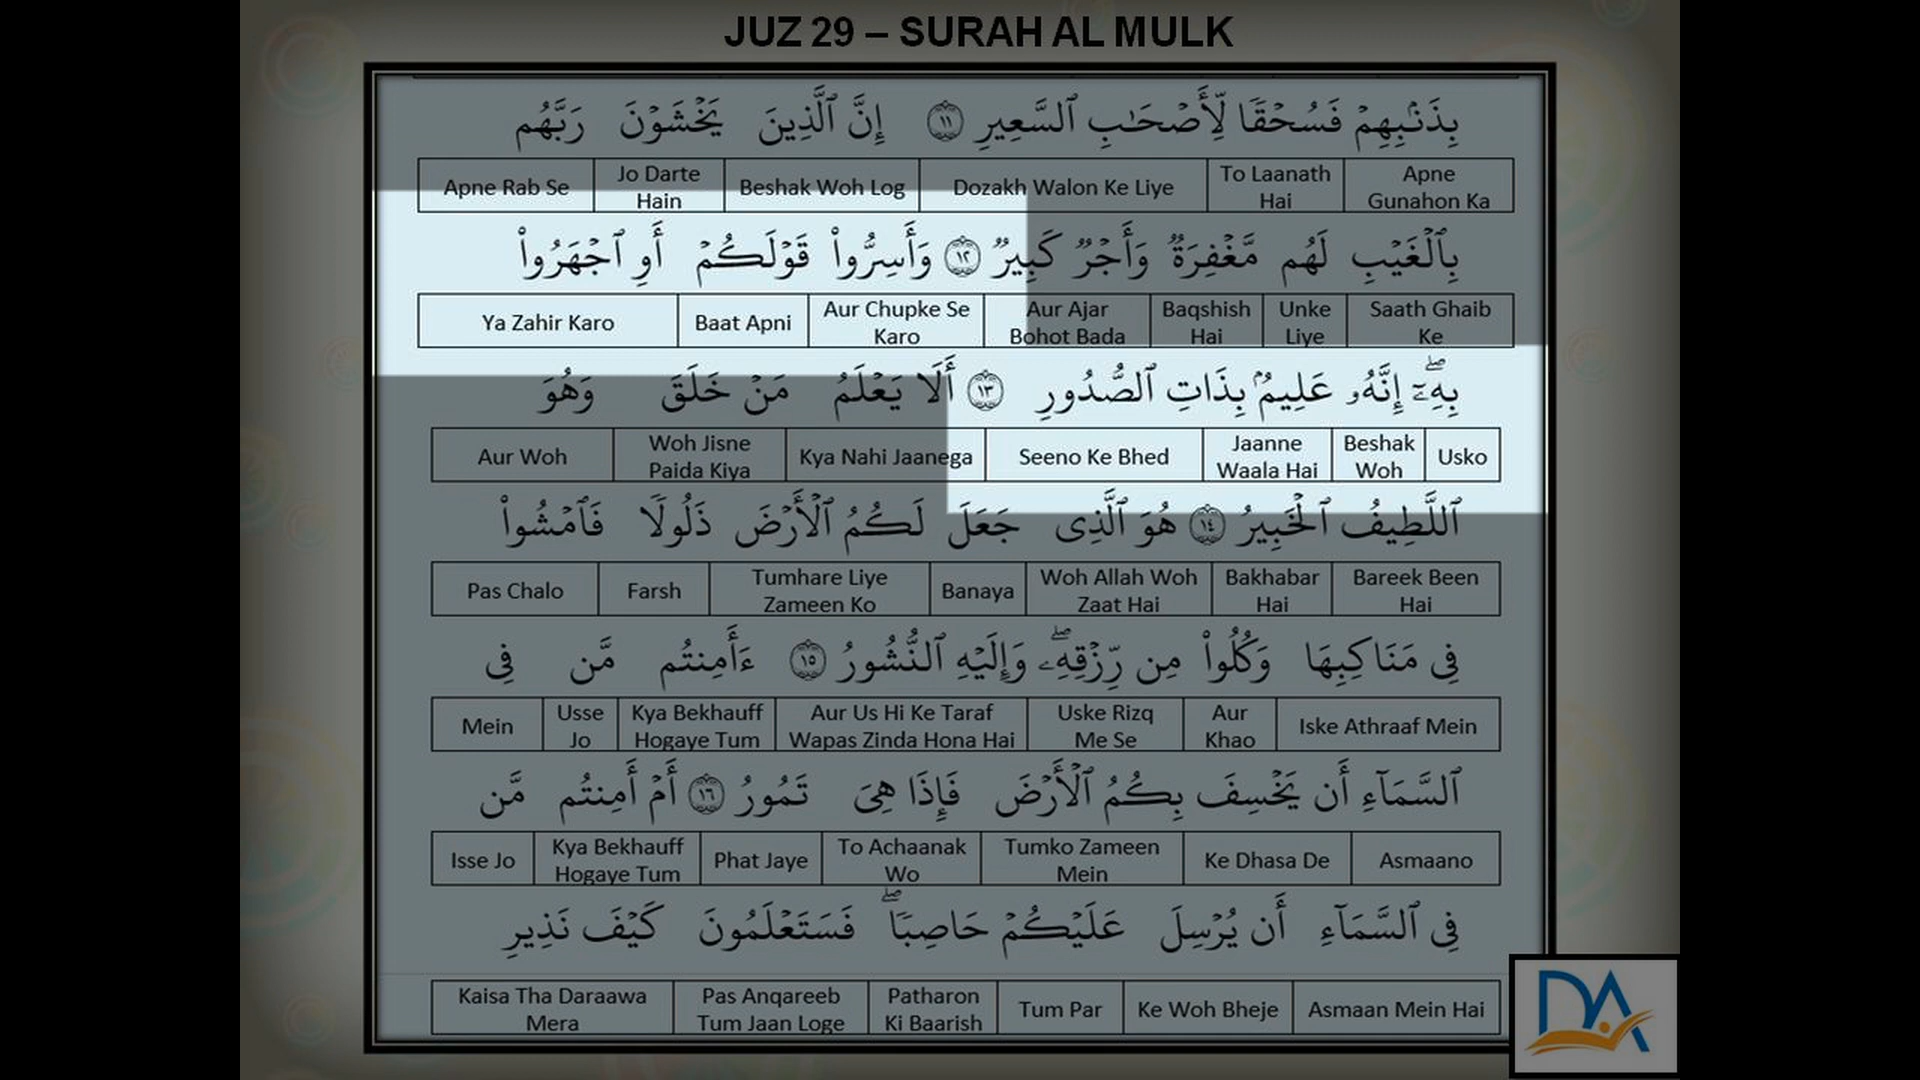 JUZ 29 – SURAH AL MULK
بِذَنۢبِهِمۡ فَسُحۡقٗا لِّأَصۡحَٰبِ ٱلسَّعِيرِ ١١ إِنَّ ٱلَّذِينَ يَخۡشَوۡنَ رَبَّهُم
Apne Gunahon Ka To Laanath Hai Dozakh Walon Ke Liye Beshak Woh Log Jo Darte Hain Apne Rab Se
بِٱلۡغَيۡبِ لَهُم مَّغۡفِرَةٞ وَأَجۡرٞ كَبِيرٞ ١٢ وَأَسِرُّواْ قَوۡلَكُمۡ أَوِ ٱجۡهَرُواْ
Saath Ghaib Ke Unke Liye Baqshish Hai Aur Ajar Bohot Bada Aur Chupke Se Karo Baat Apni Ya Zahir Karo
بِهِۦٓۖ إِنَّهُۥ عَلِيمُۢ بِذَاتِ ٱلصُّدُورِ ١٣ أَلَا يَعۡلَمُ مَنۡ خَلَقَ وَهُوَ
Usko Beshak Woh Jaanne Waala Hai Seeno Ke Bhed Kya Nahi Jaanega Woh Jisne Paida Kiya Aur Woh
ٱللَّطِيفُ ٱلۡخَبِيرُ ١٤ هُوَ ٱلَّذِي جَعَلَ لَكُمُ ٱلۡأَرۡضَ ذَلُولٗا فَٱمۡشُواْ
Bareek Been Hai Bakhabar Hai Woh Allah Woh Zaat Hai Banaya Tumhare Liye Zameen Ko Farsh Pas Chalo
فِي مَنَاكِبِهَا وَكُلُواْ مِن رِّزۡقِهِۦۖ وَإِلَيۡهِ ٱلنُّشُورُ ١٥ ءَأَمِنتُم مَّن فِي
Iske Athraaf Mein Aur Khao Uske Rizq Me Se Aur Us Hi Ke Taraf Wapas Zinda Hona Hai Kya Bekhauff Hogaye Tum Usse Jo Mein
ٱلسَّمَآءِ أَن يَخۡسِفَ بِكُمُ ٱلۡأَرۡضَ فَإِذَا هِيَ تَمُورُ ١٦ أَمۡ أَمِنتُم مَّن
Asmaano Ke Dhasa De Tumko Zameen Mein To Achaanak Wo Phat Jaye Kya Bekhauff Hogaye Tum Isse Jo
فِي ٱلسَّمَآءِ أَن يُرۡسِلَ عَلَيۡكُمۡ حَاصِبٗاۖ فَسَتَعۡلَمُونَ كَيۡفَ نَذِيرِ
Asmaan Mein Hai Ke Woh Bheje Tum Par Patharon Ki Baarish Pas Anqareeb Tum Jaan Loge Kaisa Tha Daraawa Mera
DA